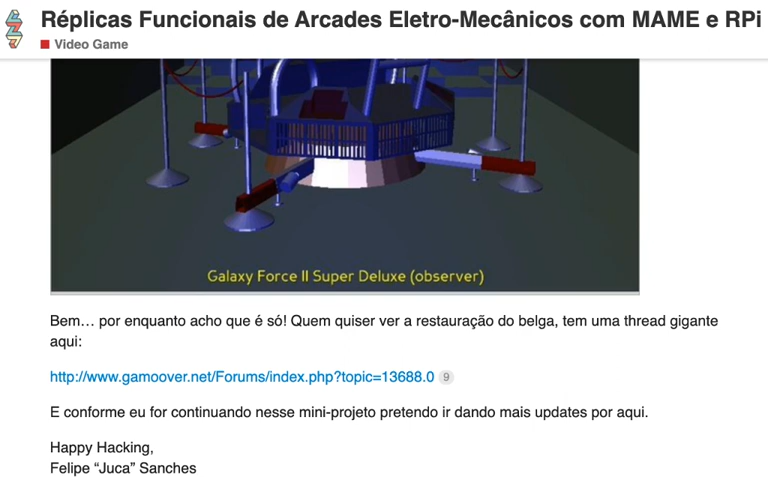 Réplicas Funcionais de Arcades Eletro-Mecânicos com MAME e RPi
Video Game
Galaxy Force II Super Deluxe (observer)
Bem… por enquanto acho que é só! Quem quiser ver a restauração do belga, tem uma thread gigante
aqui:
http://www.gamoover.net/Forums/index.php?topic=13688.0 9
E conforme eu for continuando nesse mini-projeto pretendo ir dando mais updates por aqui.
Happy Hacking,
Felipe “Juca” Sanches